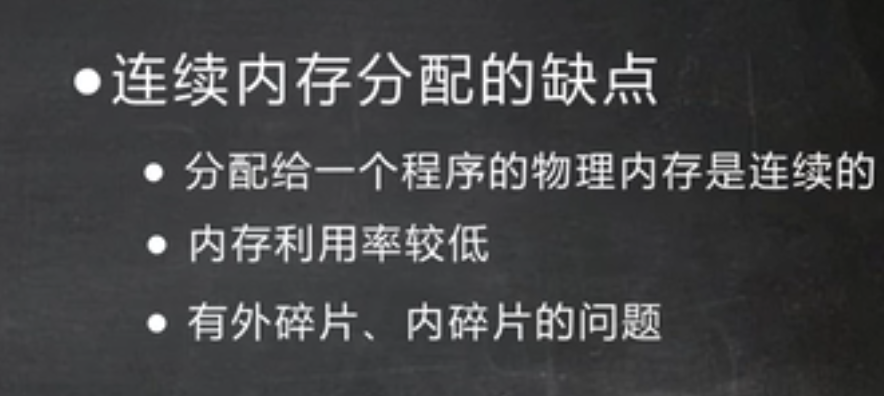 ●连续内存分配的缺点
●分配给一个程序的物理内存是连续的
●内存利用率较低
●有外碎片、内碎片的问题